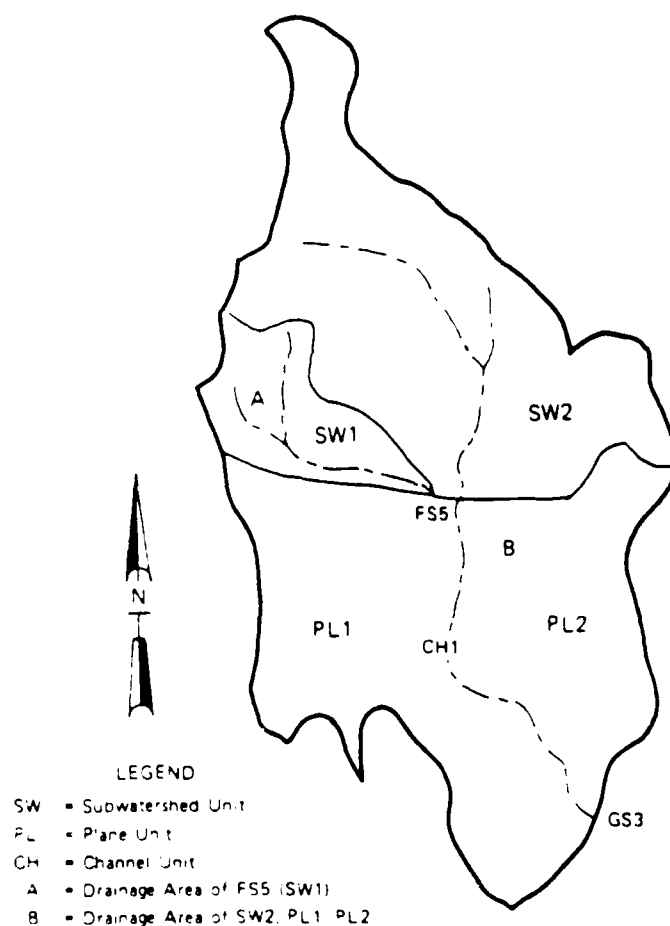 A
SW1
SW2
FS5
B
PL1
PL2
CH1
N
GS3
LEGEND
SW = Subwatershed Unit
PL = Plane Unit
CH = Channel Unit
A = Drainage Area of FS5 (SW1)
B = Drainage Area of SW2, PL1, PL2